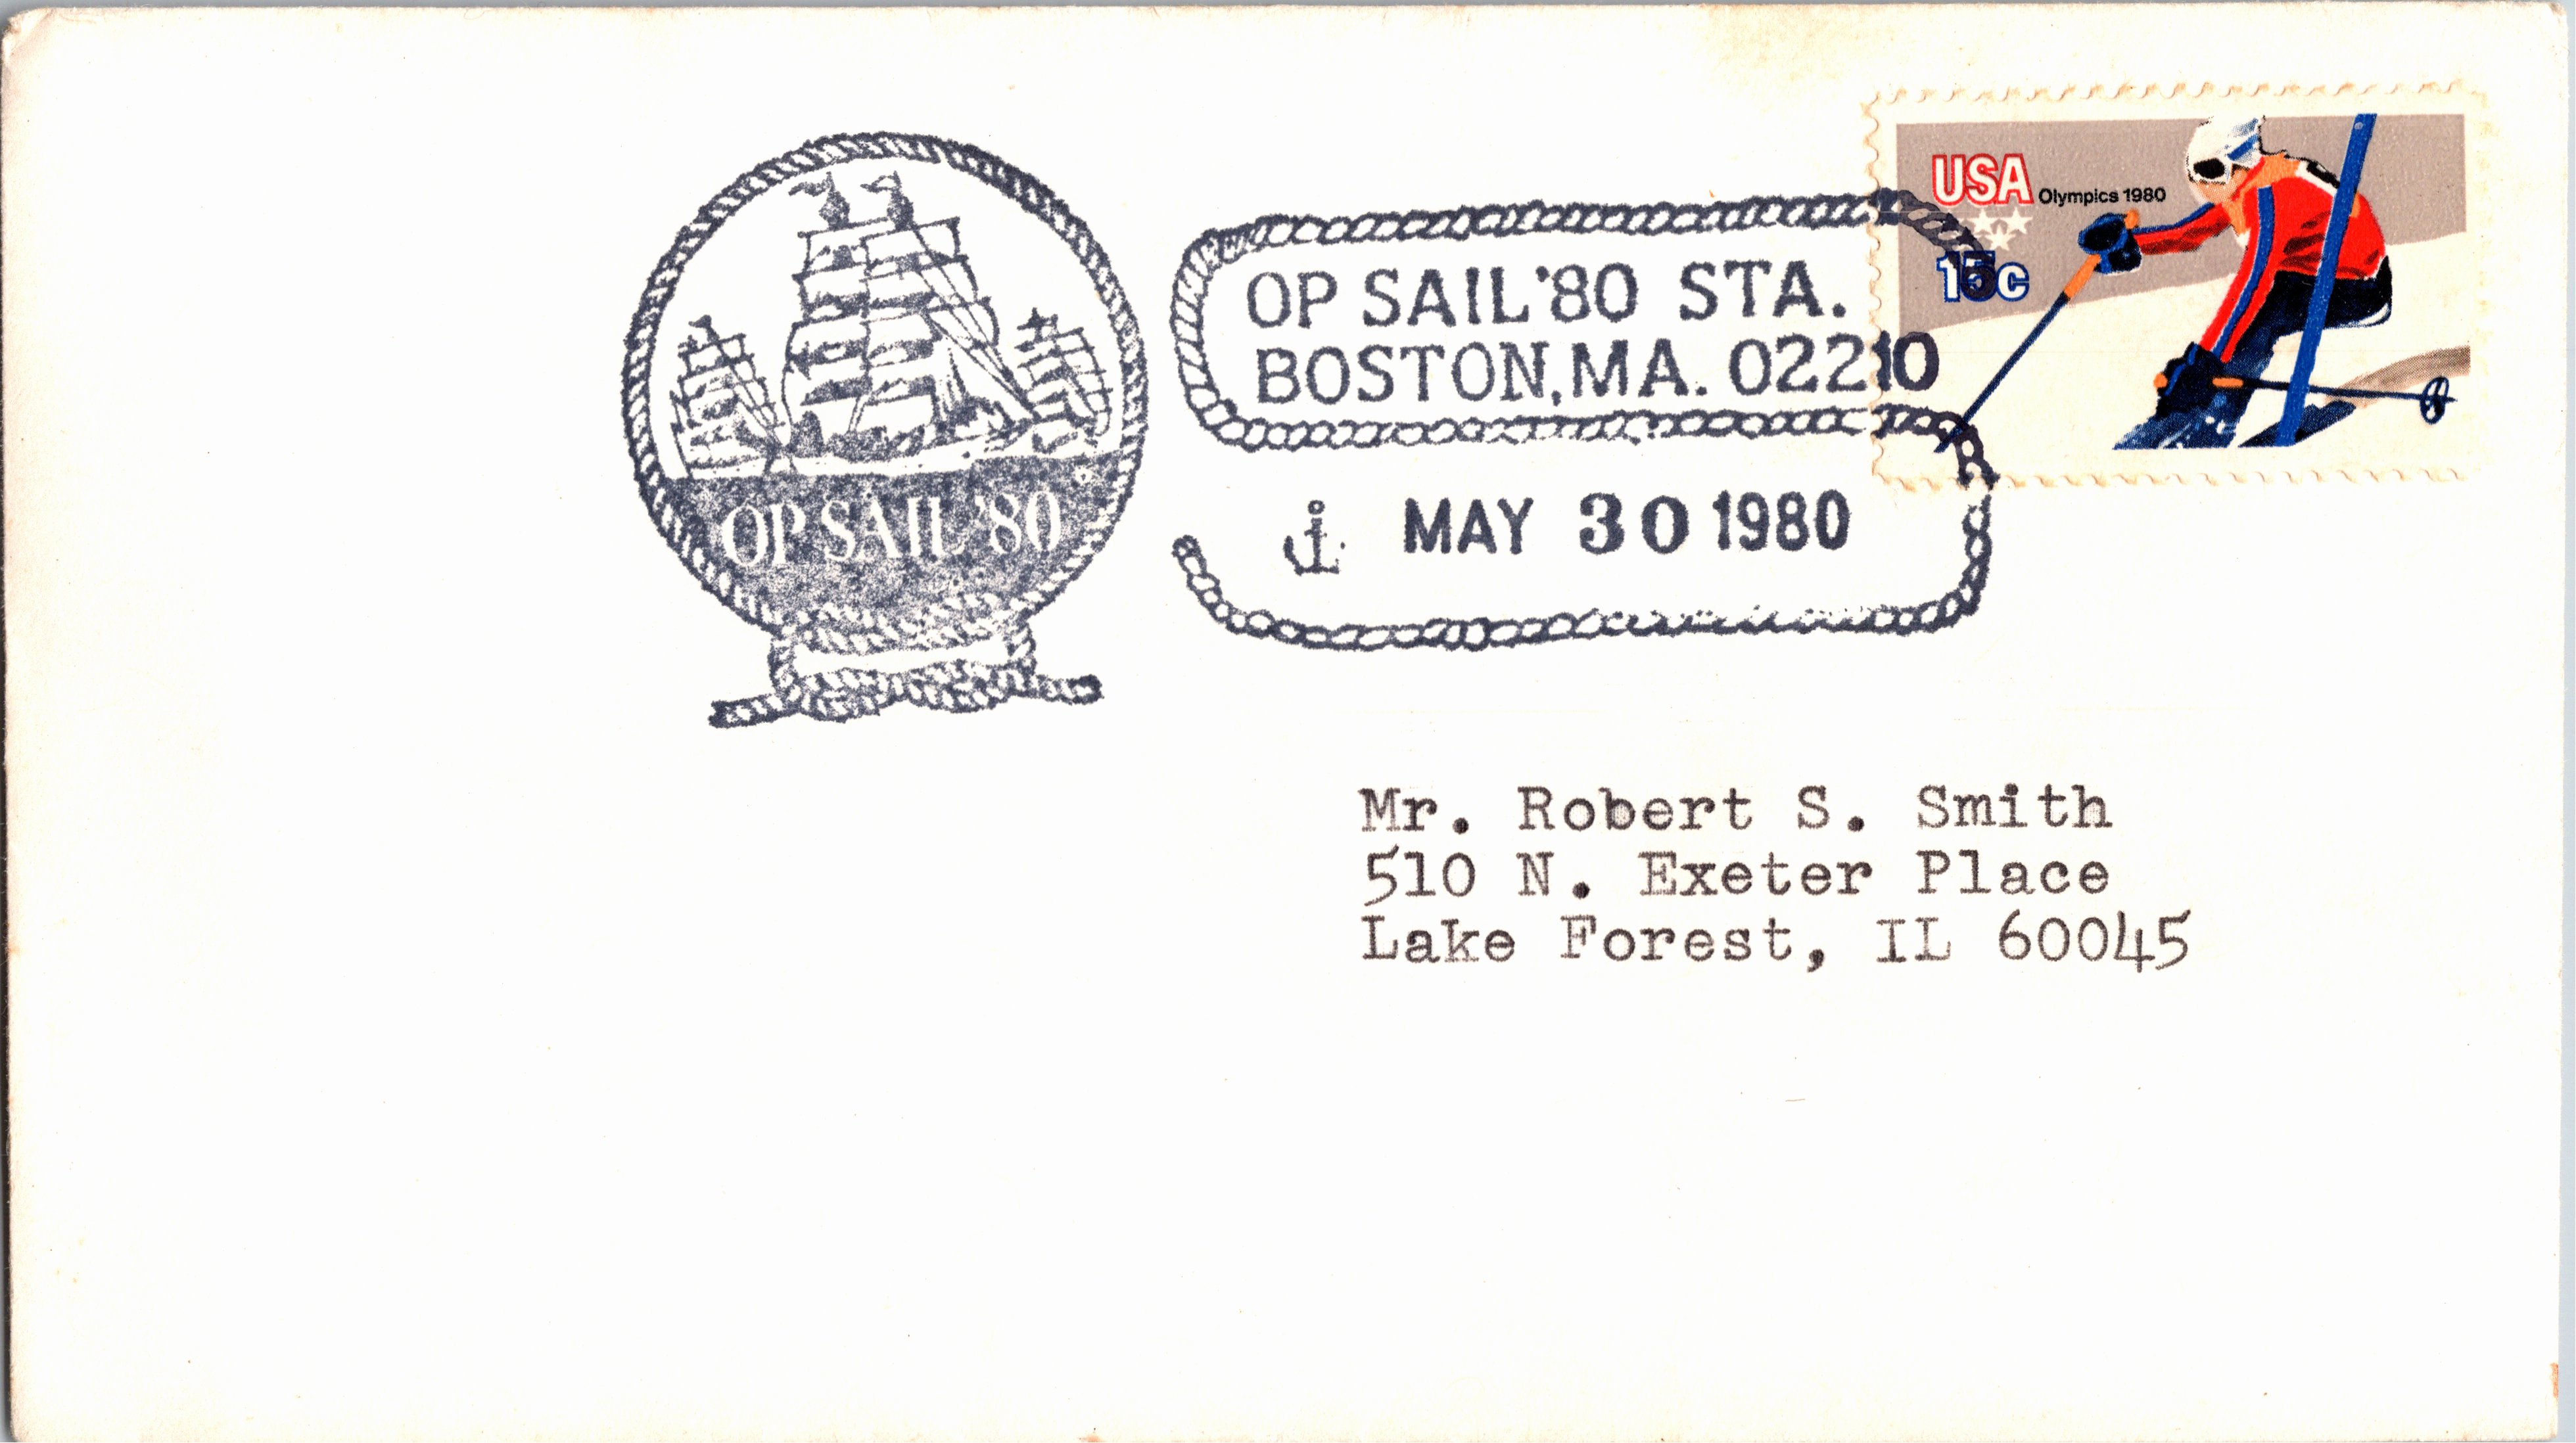 OP SAIL '80
OP SAIL '80 STA.
BOSTON, MA. 02210
MAY 30 1980
USA Olympics 1980
15c
Mr. Robert S. Smith
510 N. Exeter Place
Lake Forest, IL 60045